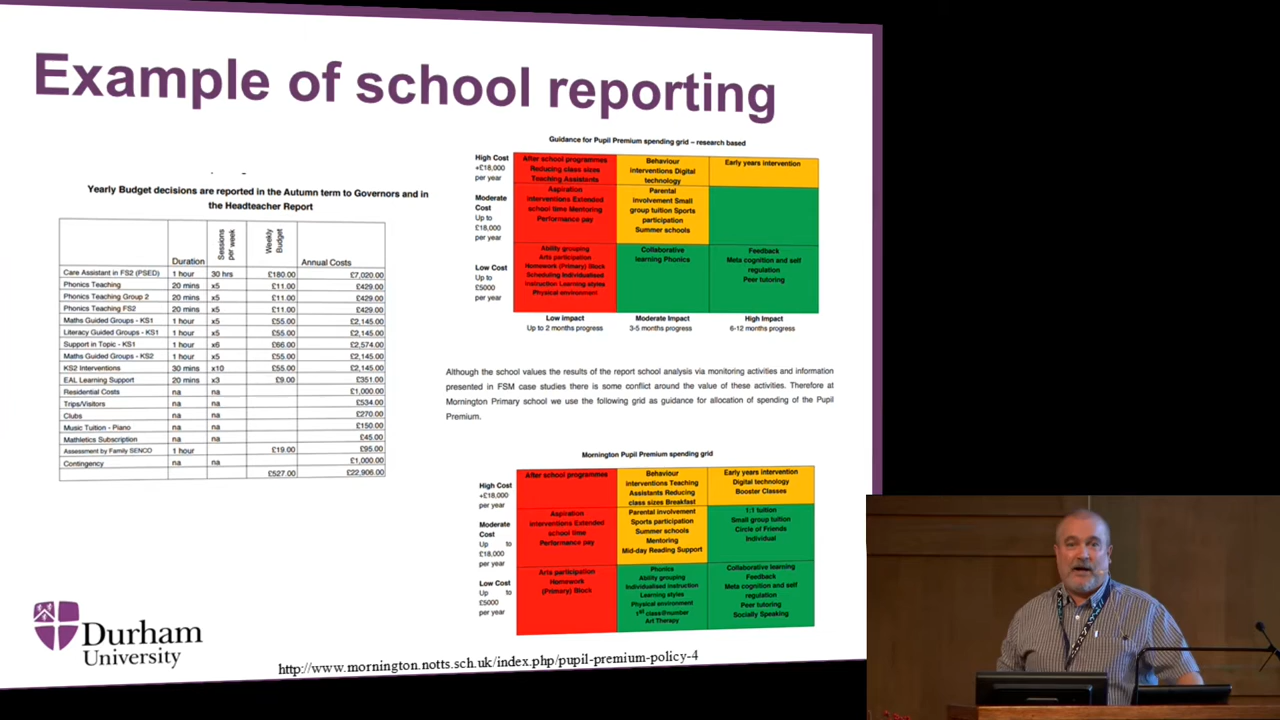 Example of school reporting
Yearly Budget decisions are reported in the Autumn term to Governors and in
the Headteacher Report
Duration
Sessions
per week
Weekly
Budget
Annual Costs
Care Assistant in FS2 (PSED) 1 hour 30 hrs £180.00 £7,020.00
Phonics Teaching 20 mins x5 £11.00 £429.00
Phonics Teaching Group 2 20 mins x5 £11.00 £429.00
Phonics Teaching FS2 20 mins x5 £11.00 £429.00
Maths Guided Groups - KS1 1 hour x5 £55.00 £2,145.00
Literacy Guided Groups - KS1 1 hour x5 £55.00 £2,145.00
Support in Topic - KS1 1 hour x6 £66.00 £2,574.00
Maths Guided Groups - KS2 1 hour x5 £55.00 £2,145.00
KS2 Interventions 30 mins x10 £55.00 £2,145.00
EAL Learning Support 20 mins x3 £9.00 £351.00
Residential Costs na na £1,000.00
Trips/Visitors na na £534.00
Clubs na na £270.00
Music Tuition - Piano na na £150.00
Mathletics Subscription na na £45.00
Assessment by Family SENCO 1 hour £19.00 £95.00
Contingency na na £1,000.00
£527.00 £22,906.00
Guidance for Pupil Premium spending grid – research based
High Cost
+£18,000
per year
After school programmes
Reducing class sizes
Teaching Assistants
Behaviour
interventions Digital
technology
Early years intervention
Moderate
Cost
Up to
£18,000
per year
Aspiration
interventions Extended
school time Mentoring
Performance pay
Parental
involvement Small
group tuition Sports
participation
Summer schools
Low Cost
Up to
£5000
per year
Ability grouping
Arts participation
Homework (Primary) Block
Scheduling Individualised
Instruction Learning styles
Physical environment
Collaborative
learning Phonics
Feedback
Meta cognition and self
regulation
Peer tutoring
Low impact
Up to 2 months progress
Moderate Impact
3-5 months progress
High Impact
6-12 months progress
Although the school values the results of the report school analysis via monitoring activities and information
presented in FSM case studies there is some conflict around the value of these activities. Therefore at
Mornington Primary school we use the following grid as guidance for allocation of spending of the Pupil
Premium.
Mornington Pupil Premium spending grid
High Cost
+£18,000
per year
After school programmes
Behaviour
interventions Teaching
Assistants Reducing
class sizes Breakfast
Early years intervention
Digital technology
Booster Classes
Moderate
Cost
Up to
£18,000
per year
Aspiration
interventions Extended
school time
Performance pay
Parental involvement
Sports participation
Summer schools
Mentoring
Mid-day Reading Support
1:1 tuition
Small group tuition
Circle of Friends
Individual
Low Cost
Up to
£5000
per year
Arts participation
Homework
(Primary) Block
Phonics
Ability grouping
Individualised instruction
Learning styles
Physical environment
1st class@number
Art Therapy
Collaborative learning
Feedback
Meta cognition and self
regulation
Peer tutoring
Socially Speaking
Durham
University
http://www.mornington.notts.sch.uk/index.php/pupil-premium-policy-4